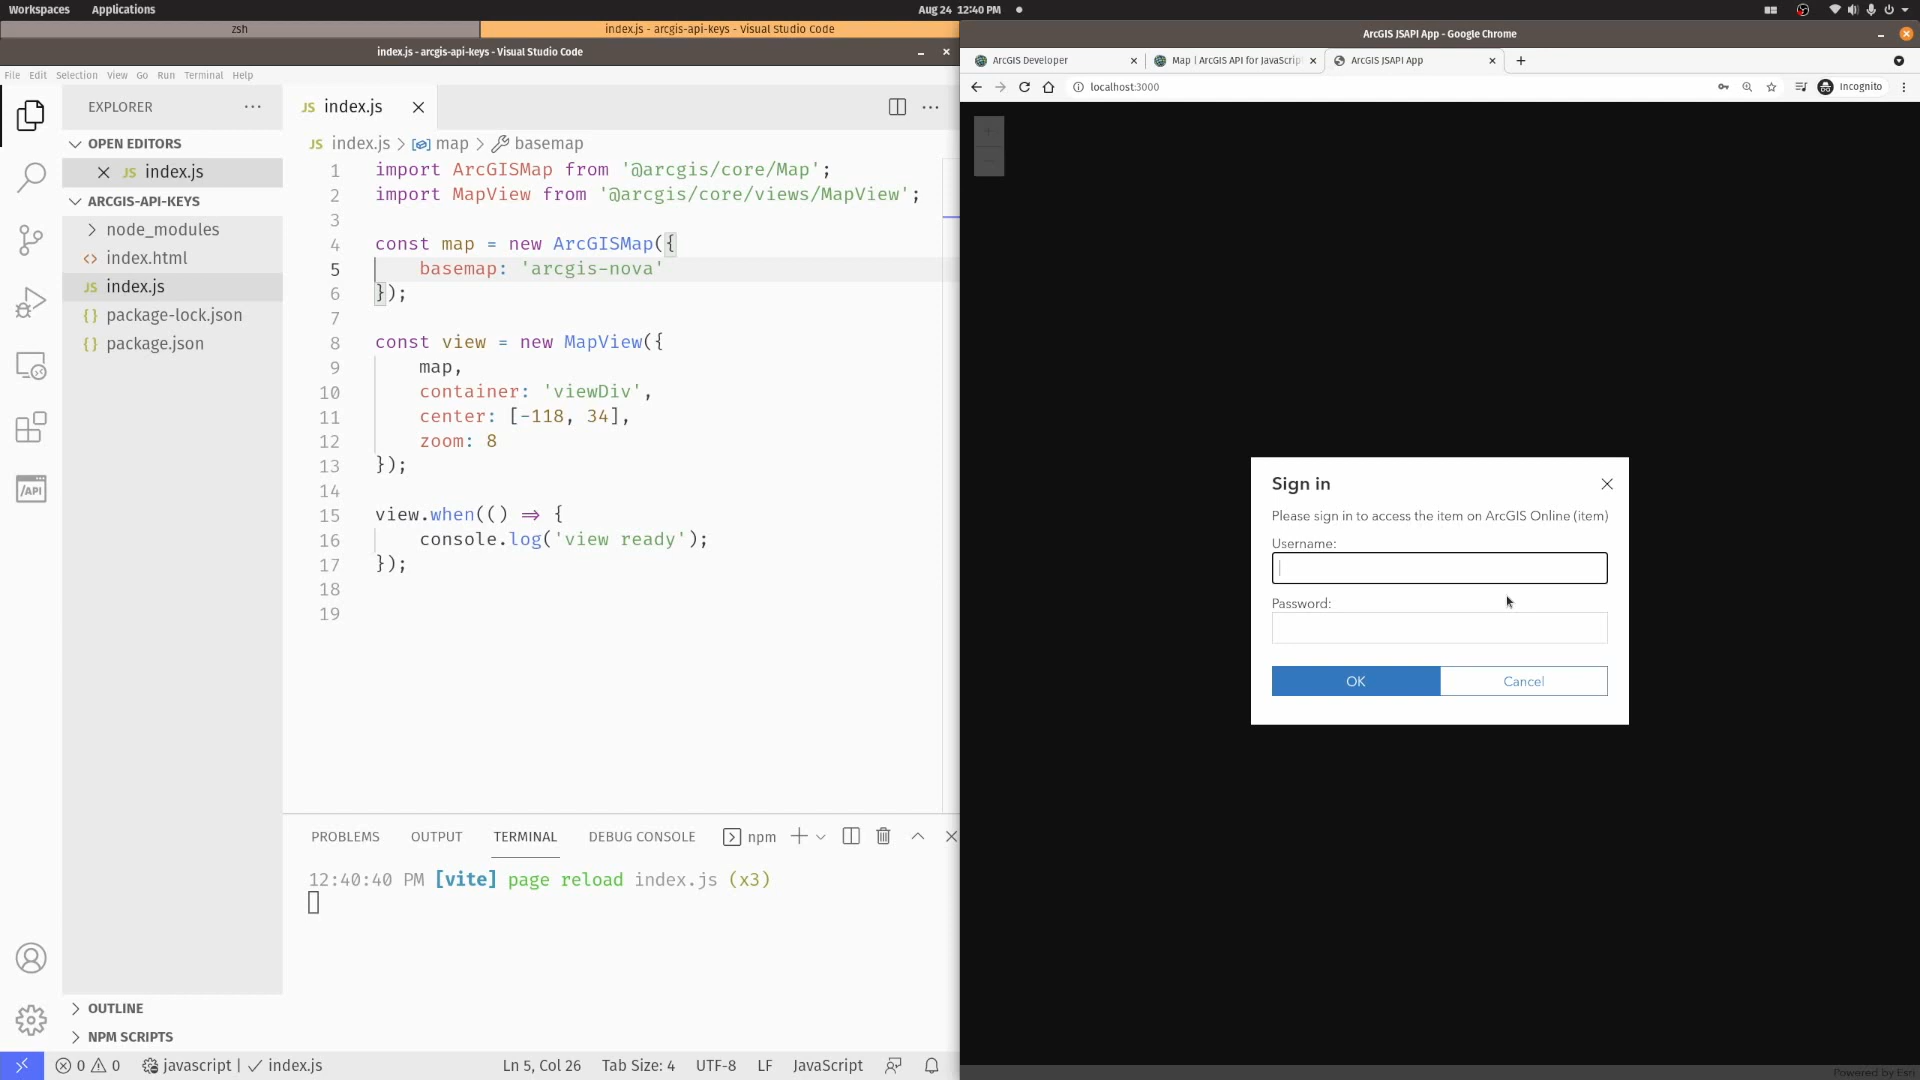 Workspaces Applications Aug 24 12:40 PM
zsh index.js - arcgis-api-keys - Visual Studio Code
index.js - arcgis-api-keys - Visual Studio Code
File Edit Selection View Go Run Terminal Help
EXPLORER
OPEN EDITORS
JS index.js
ARCGIS-API-KEYS
node_modules
<> index.html
JS index.js
{} package-lock.json
{} package.json
OUTLINE
NPM SCRIPTS
JS index.js
JS index.js > map > basemap
1 import ArcGISMap from '@arcgis/core/Map';
2 import MapView from '@arcgis/core/views/MapView';
3
4 const map = new ArcGISMap({
5 basemap: 'arcgis-nova'
6 });
7
8 const view = new MapView({
9 map,
10 container: 'viewDiv',
11 center: [-118, 34],
12 zoom: 8
13 });
14
15 view.when(() => {
16 console.log('view ready');
17 });
18
19
PROBLEMS OUTPUT TERMINAL DEBUG CONSOLE npm
12:40:40 PM [vite] page reload index.js (x3)
0 0 javascript | index.js Ln 5, Col 26 Tab Size: 4 UTF-8 LF JavaScript
/API
ArcGIS JSAPI App - Google Chrome
ArcGIS Developer Map | ArcGIS API for JavaScrip ArcGIS JSAPI App
localhost:3000 Incognito
Sign in
Please sign in to access the item on ArcGIS Online (item)
Username:
Password:
OK Cancel
Powered by Esri